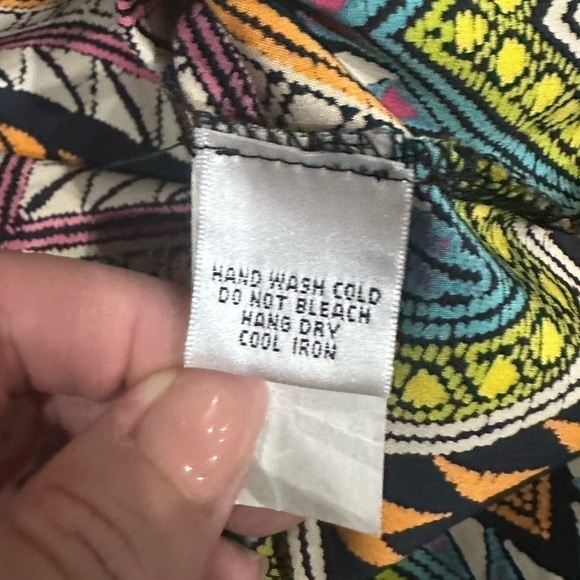 HAND WASH COLD
DO NOT BLEACH
HANG DRY
COOL IRON